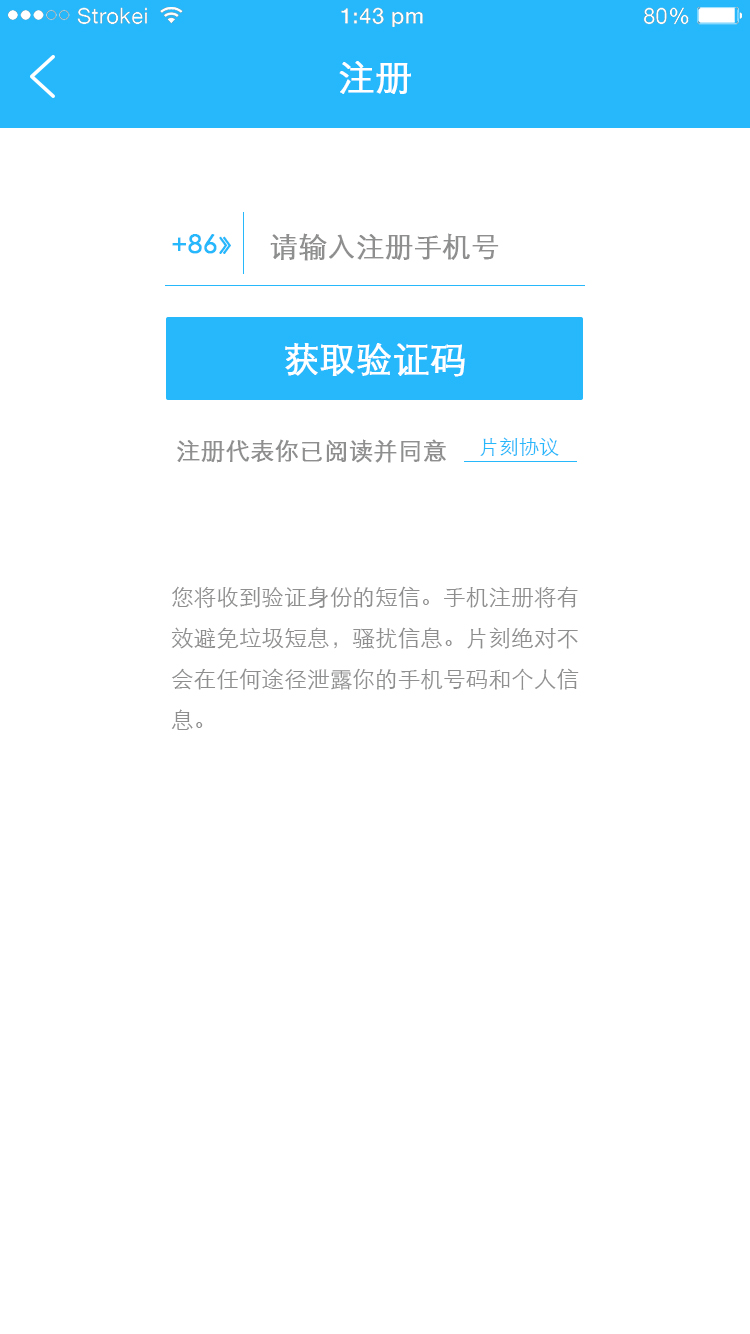 Strokei 1:43 pm 80%
注册
+86 请输入注册手机号
获取验证码
注册代表你已阅读并同意 片刻协议
您将收到验证身份的短信。手机注册将有
效避免垃圾短息，骚扰信息。片刻绝对不
会在任何途径泄露你的手机号码和个人信
息。